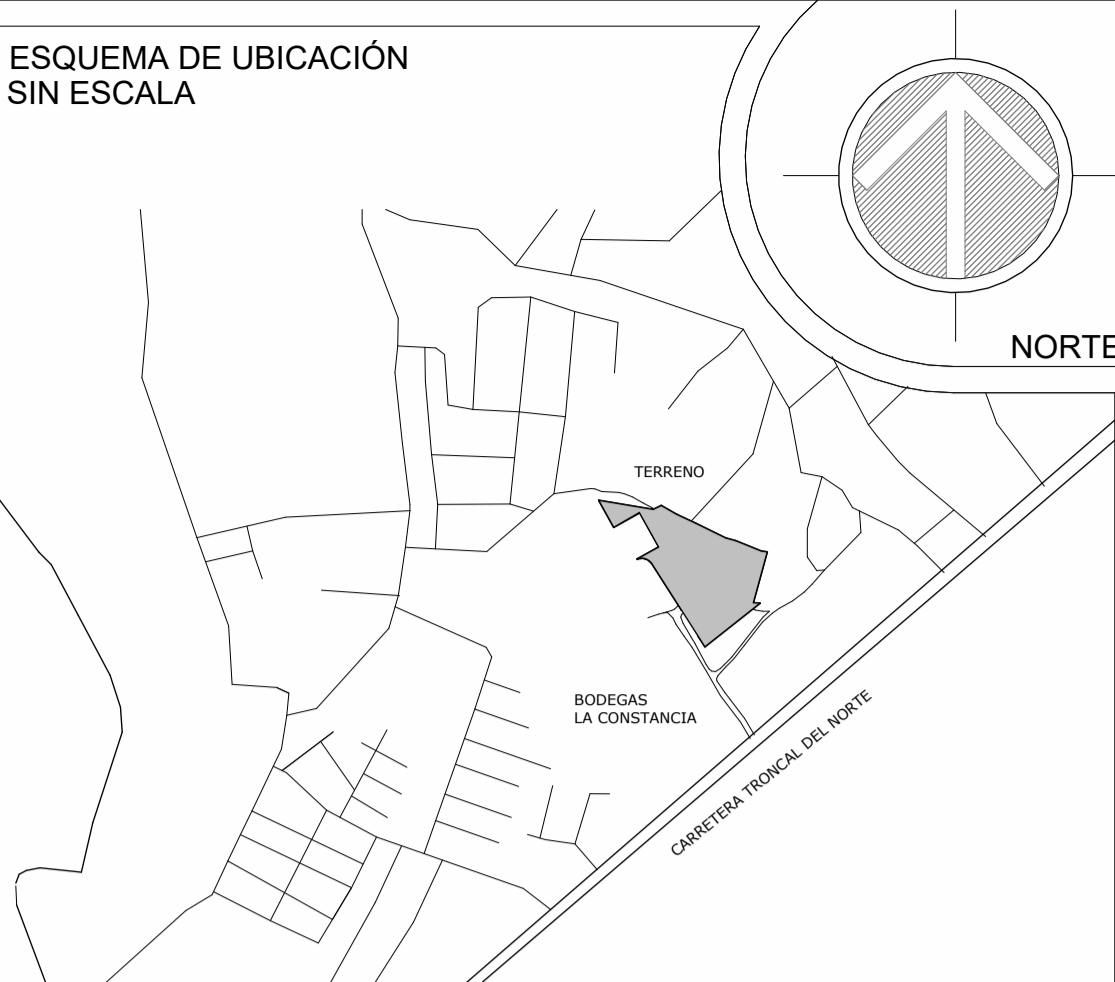 ESQUEMA DE UBICACIÓN
SIN ESCALA
NORTE
TERRENO
BODEGAS
LA CONSTANCIA
CARRETERA TRONCAL DEL NORTE